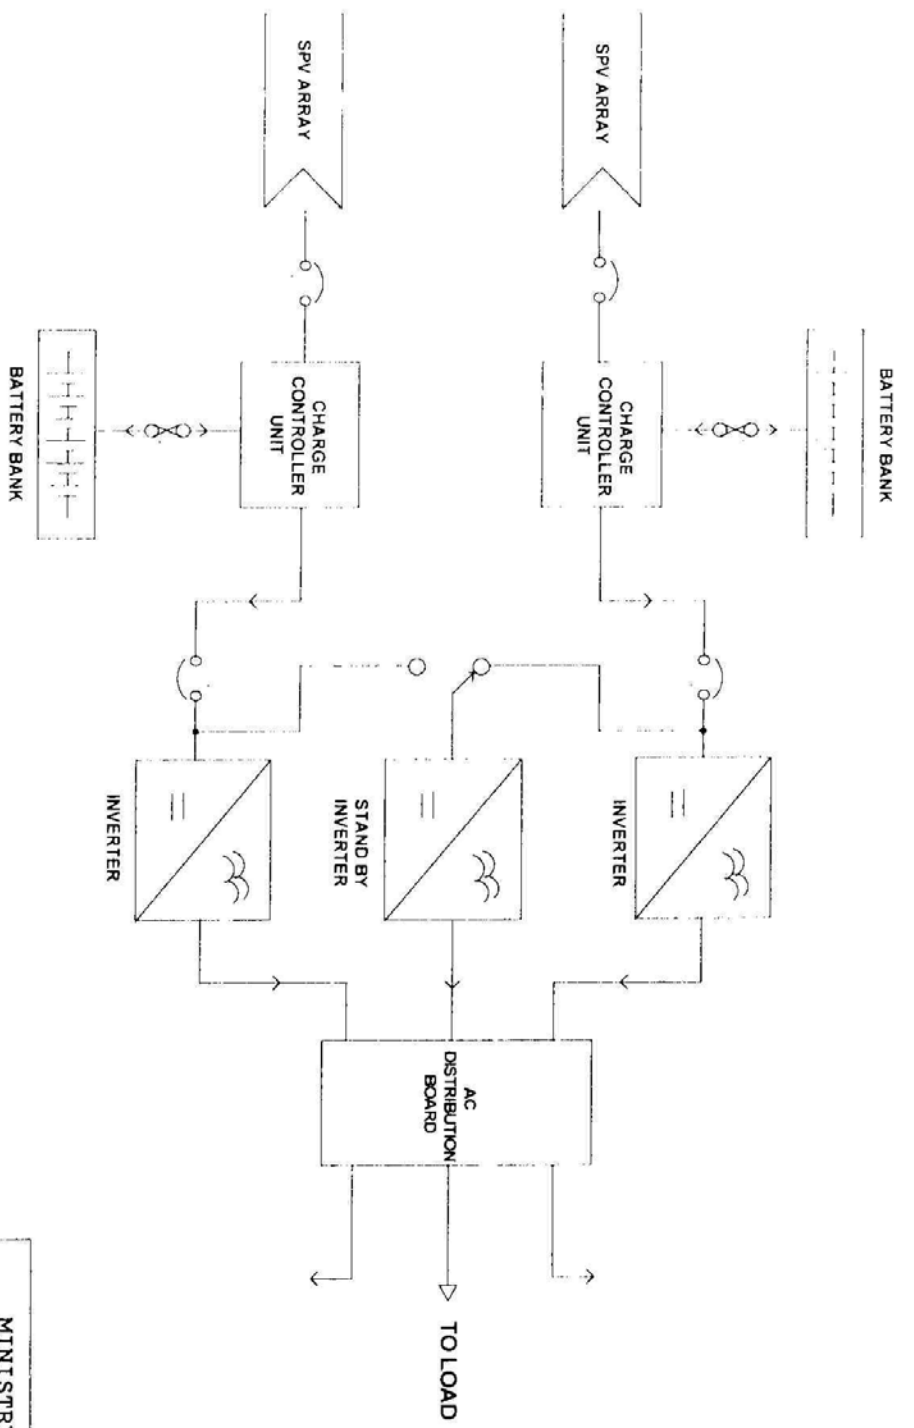 BATTERY BANK
SPV ARRAY
CHARGE
CONTROLLER
UNIT
INVERTER
STAND BY
INVERTER
AC
DISTRIBUTION
BOARD
TO LOAD
SPV ARRAY
CHARGE
CONTROLLER
UNIT
INVERTER
BATTERY BANK
MINISTRY